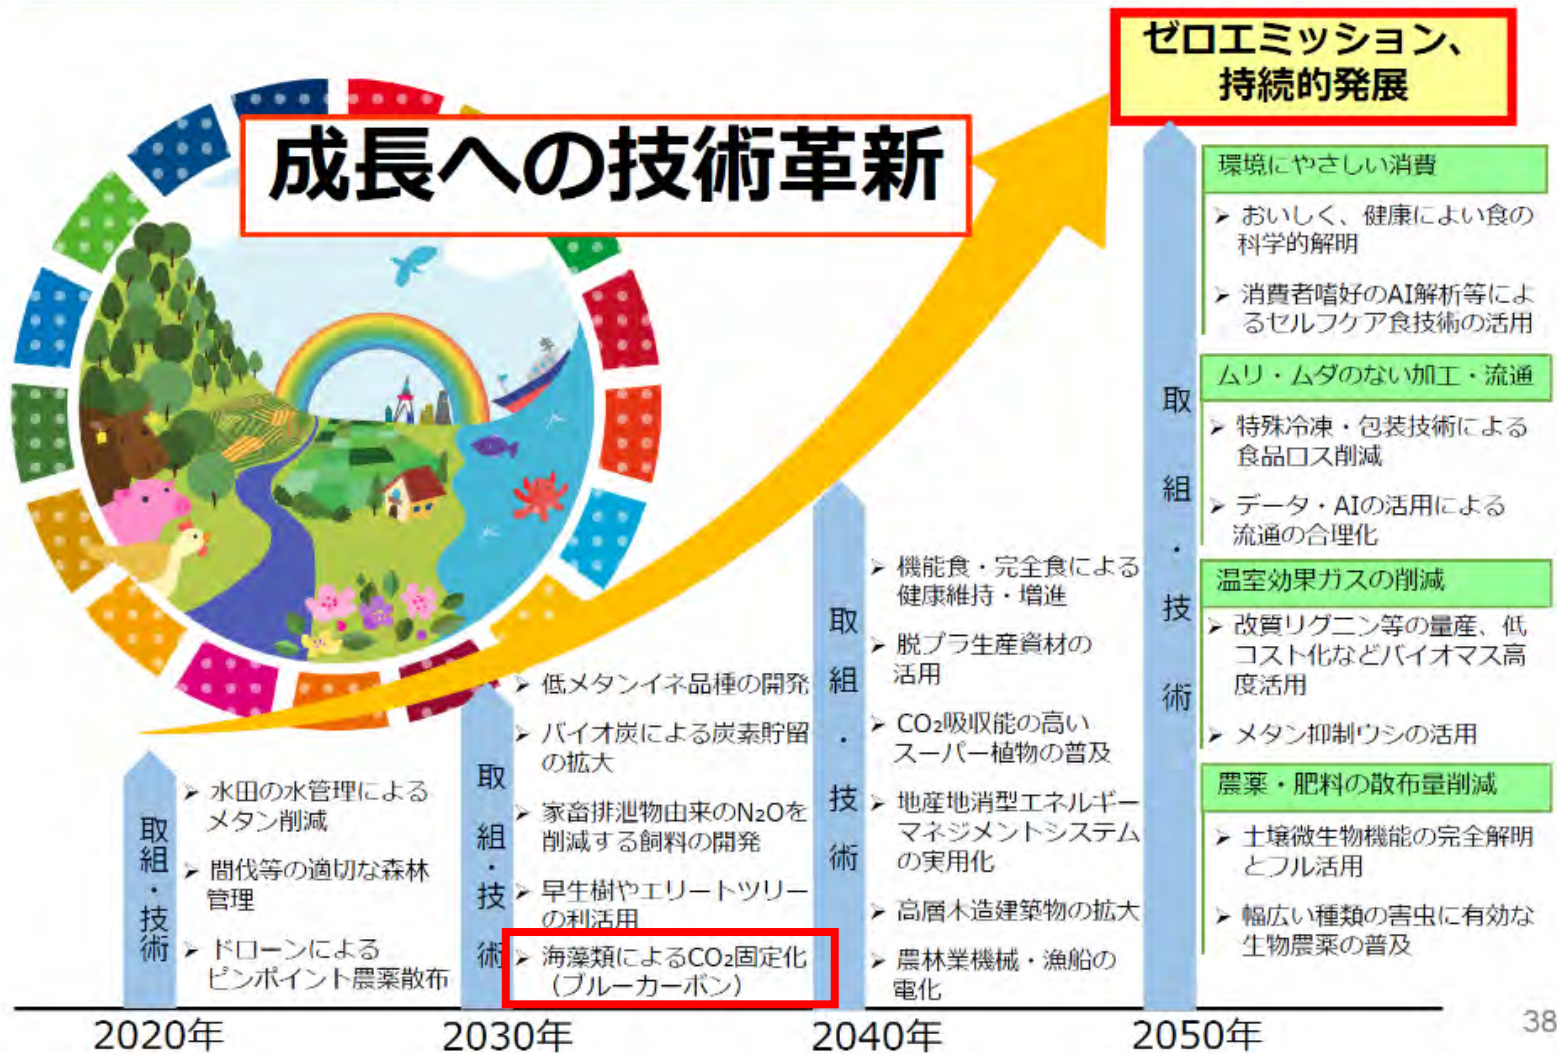 ゼロエミッション、
持続的発展
成長への技術革新
取組・技術
➢ 水田の水管理による
メタン削減
➢ 間伐等の適切な森林
管理
➢ ドローンによる
ピンポイント農薬散布
2020年
取組・技術
➢ 低メタンイネ品種の開発
➢ バイオ炭による炭素貯留
の拡大
➢ 家畜排泄物由来のN₂Oを
削減する飼料の開発
➢ 早生樹やエリートツリー
の利活用
➢ 海藻類によるCO₂固定化
（ブルーカーボン）
2030年
取組・技術
➢ 機能食・完全食による
健康維持・増進
➢ 脱プラ生産資材の
活用
➢ CO₂吸収能の高い
スーパー植物の普及
➢ 地産地消型エネルギー
マネジメントシステム
の実用化
➢ 高層木造建築物の拡大
➢ 農林業機械・漁船の
電化
2040年
取組・技術
環境にやさしい消費
➢ おいしく、健康によい食の
科学的解明
➢ 消費者嗜好のAI解析等によ
るセルフケア食技術の活用
ムリ・ムダのない加工・流通
➢ 特殊冷凍・包装技術による
食品ロス削減
➢ データ・AIの活用による
流通の合理化
温室効果ガスの削減
➢ 改質リグニン等の量産、低
コスト化などバイオマス高
度活用
➢ メタン抑制ウシの活用
農薬・肥料の散布量削減
➢ 土壌微生物機能の完全解明
とフル活用
➢ 幅広い種類の害虫に有効な
生物農薬の普及
2050年
38